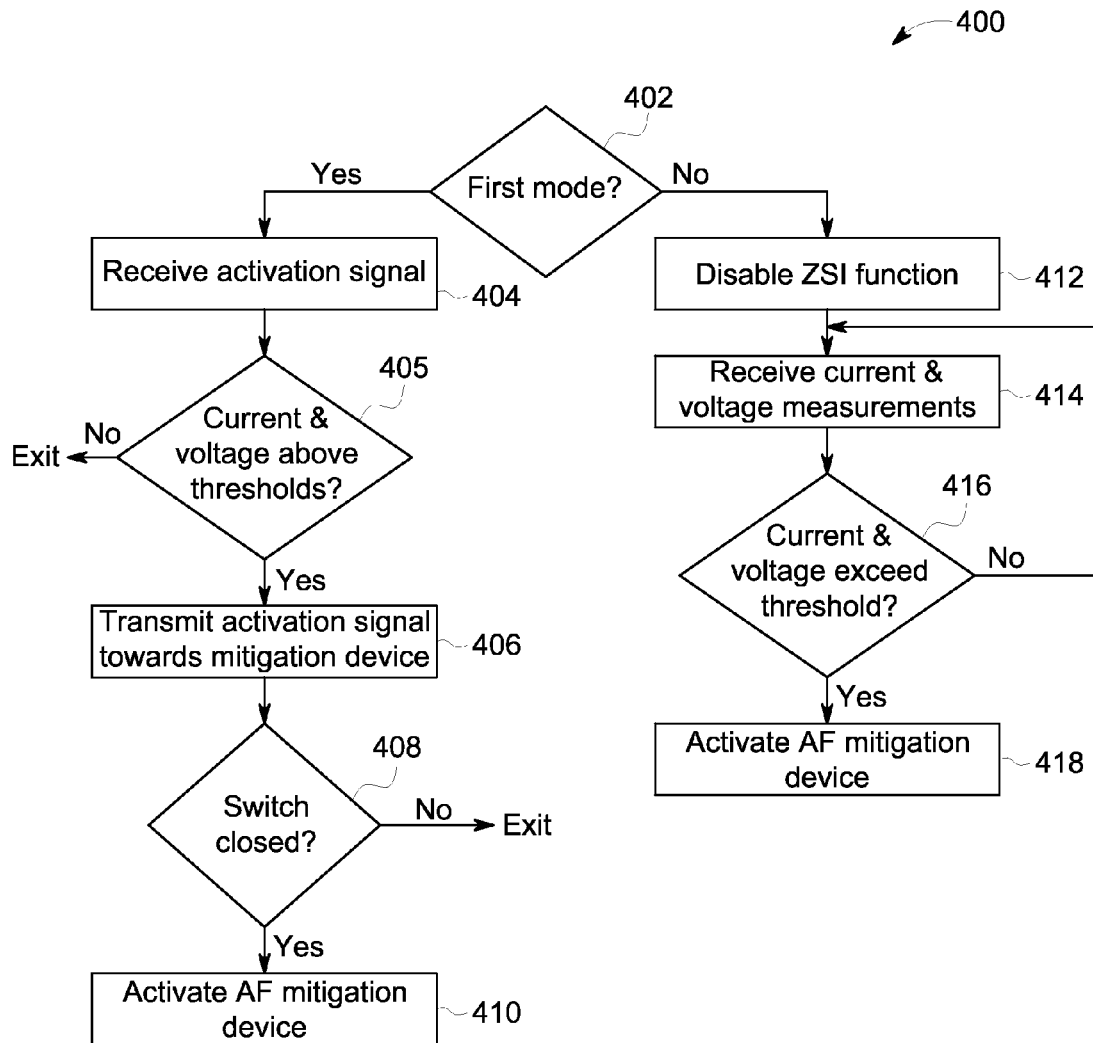 400
402
First mode?
Yes
No
Receive activation signal
404
405
Current &
voltage above
thresholds?
No
Exit
Yes
Transmit activation signal
towards mitigation device
406
408
Switch
closed?
No
Exit
Yes
Activate AF mitigation
device
410
Disable ZSI function
412
Receive current &
voltage measurements
414
416
Current &
voltage exceed
threshold?
No
Yes
Activate AF mitigation
device
418